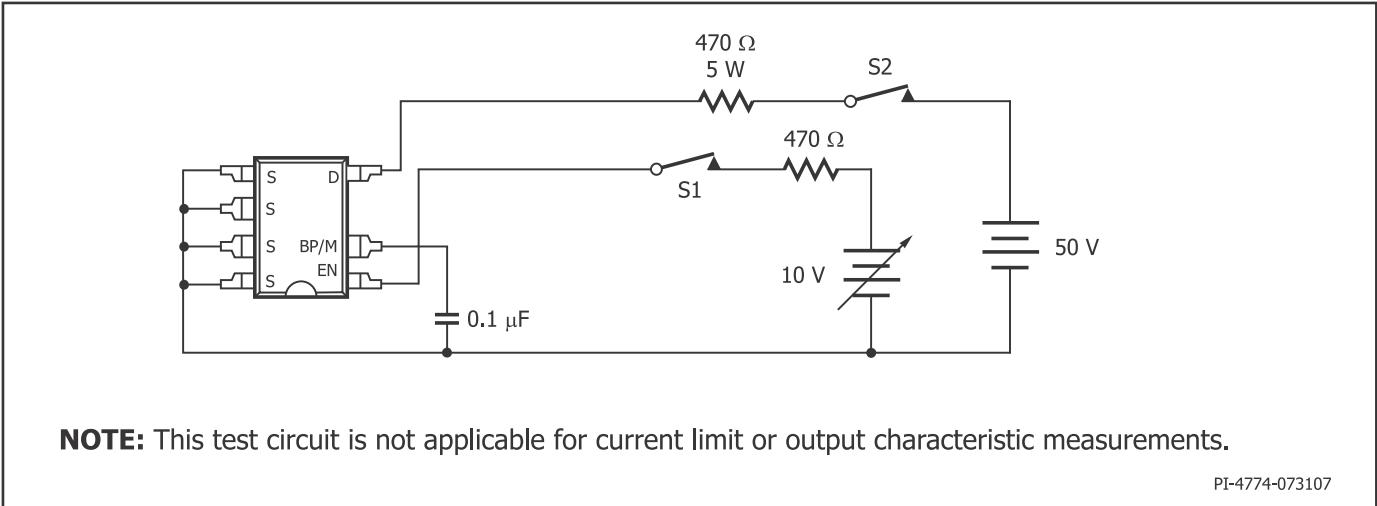 470 Ω
5 W
S2
470 Ω
S1
S
D
S
S
BP/M
EN
S
10 V
50 V
0.1 μF
NOTE: This test circuit is not applicable for current limit or output characteristic measurements.
PI-4774-073107